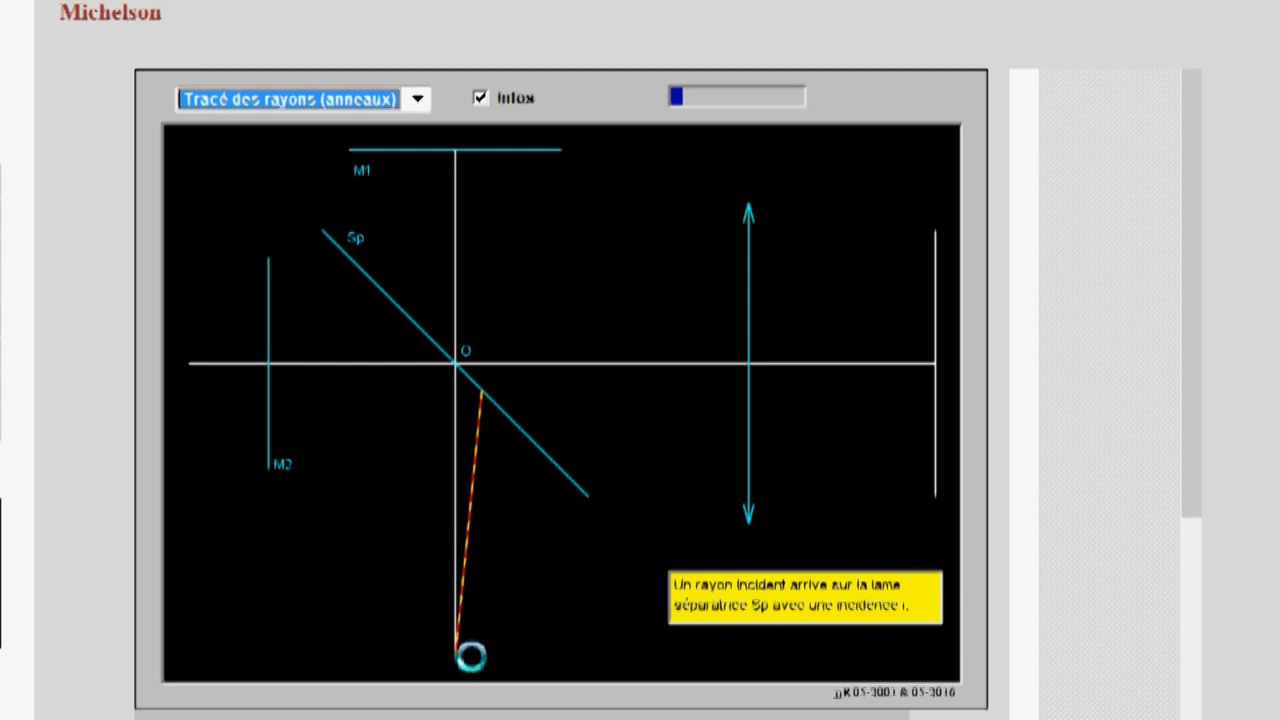 Michelson
Tracé des rayons (anneaux)
Infos
M1
Sp
O
M2
Un rayon incident arrive sur la lame
séparatrice Sp avec une incidence i.